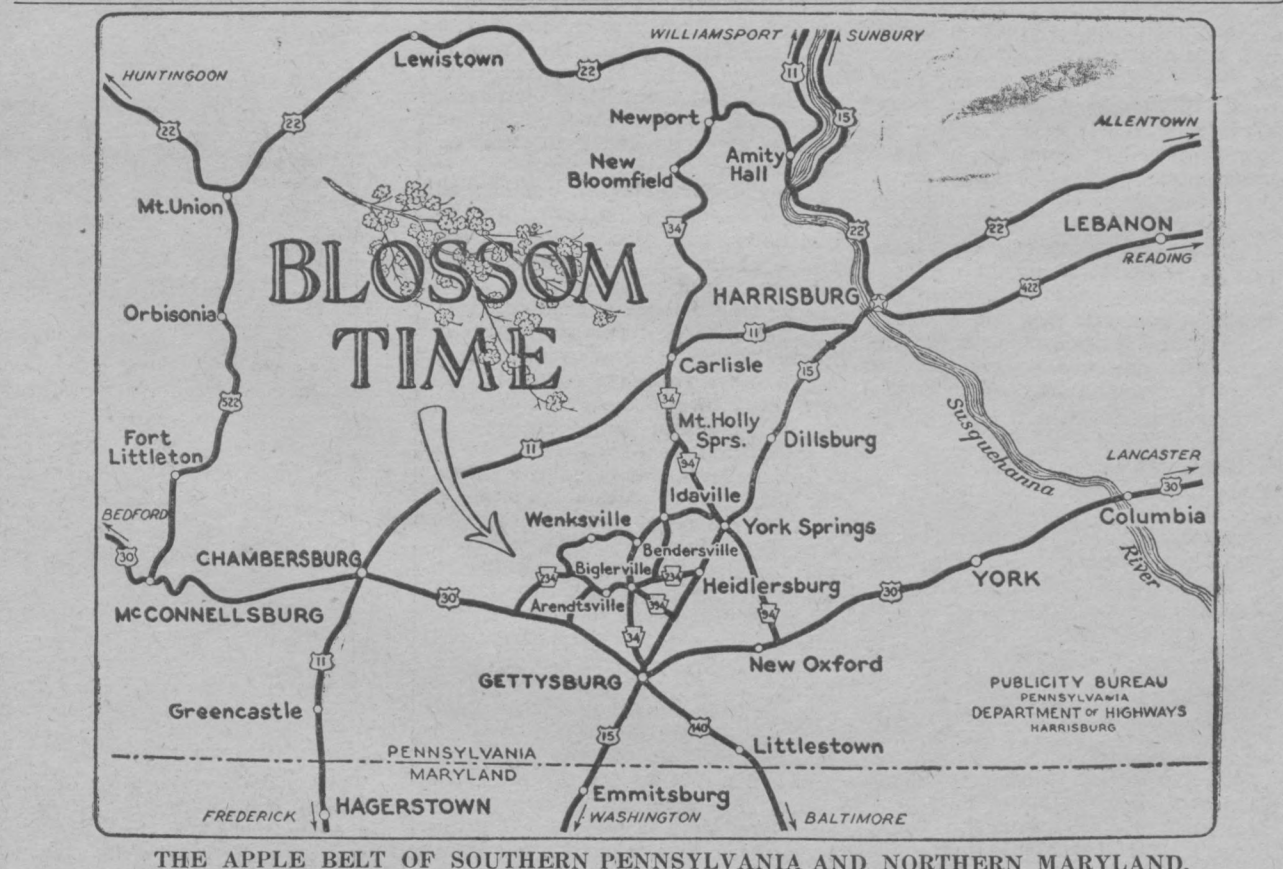 WILLIAMSPORT
SUNBURY
HUNTINGDON
Lewistown
22
11
15
22
22
Newport
ALLENTOWN
New
Bloomfield
Amity
Hall
Mt.Union
34
22
22
LEBANON
READING
BLOSSOM
TIME
HARRISBURG
422
Orbisonia
11
Carlisle
15
522
34
Mt.Holly
Sprs.
Dillsburg
Susquehanna
River
Fort
Littleton
11
94
LANCASTER
30
Columbia
BEDFORD
30
Idaville
Wenksville
York Springs
Bendersville
CHAMBERSBURG
Biglerville
234
234
Heidlersburg
YORK
McCONNELLSBURG
30
Arendtsville
394
94
30
34
New Oxford
11
GETTYSBURG
PUBLICITY BUREAU
PENNSYLVANIA
DEPARTMENT OF HIGHWAYS
HARRISBURG
Greencastle
15
140
Littlestown
PENNSYLVANIA
MARYLAND
Emmitsburg
HAGERSTOWN
FREDERICK
WASHINGTON
BALTIMORE
THE APPLE BELT OF SOUTHERN PENNSYLVANIA AND NORTHERN MARYLAND.